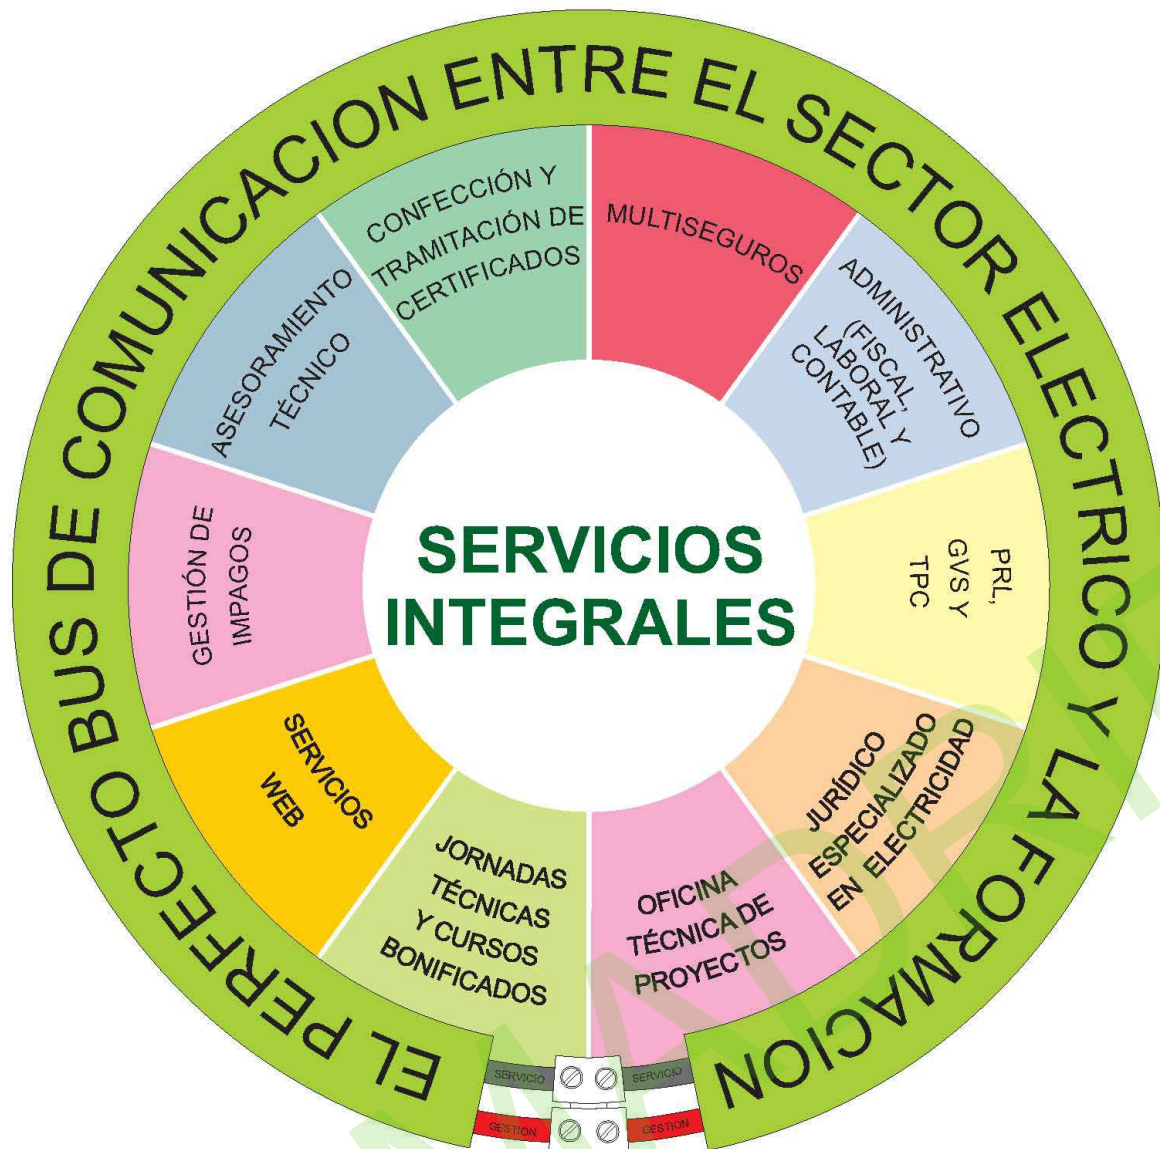 EL PERFECTO BUS DE COMUNICACION ENTRE EL SECTOR ELECTRICO Y LA FORMACION
SERVICIOS
INTEGRALES
MULTISEGUROS
ADMINISTRATIVO
(FISCAL,
LABORAL Y
CONTABLE)
PRL,
GVS Y
TPC
JURÍDICO
ESPECIALIZADO
EN ELECTRICIDAD
OFICINA
TÉCNICA DE
PROYECTOS
JORNADAS
TÉCNICAS
Y CURSOS
BONIFICADOS
SERVICIOS
WEB
GESTIÓN DE
IMPAGOS
ASESORAMIENTO
TÉCNICO
CONFECCIÓN Y
TRAMITACIÓN DE
CERTIFICADOS
SERVICIO
SERVICIO
GESTION
GESTION